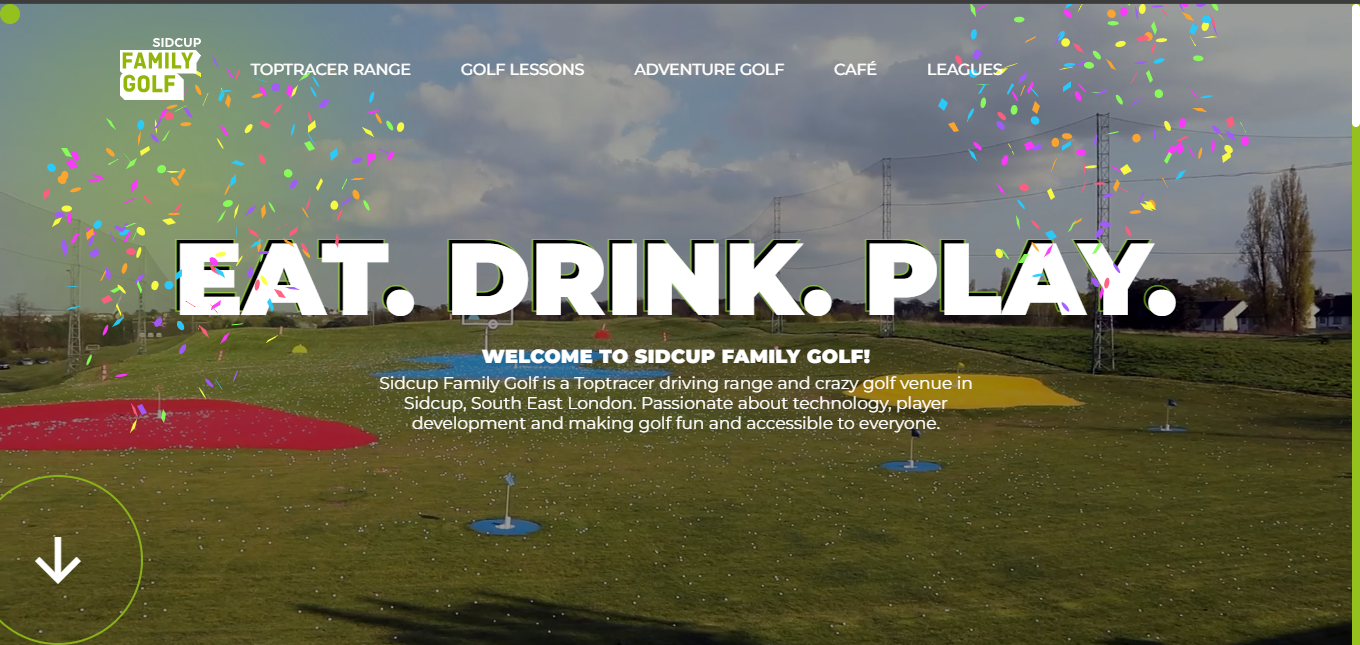 SIDCUP
FAMILY
GOLF
TOPTRACER RANGE
GOLF LESSONS
ADVENTURE GOLF
CAFÉ
LEAGUES
EAT. DRINK. PLAY.
WELCOME TO SIDCUP FAMILY GOLF!
Sidcup Family Golf is a Toptracer driving range and crazy golf venue in
Sidcup, South East London. Passionate about technology, player
development and making golf fun and accessible to everyone.